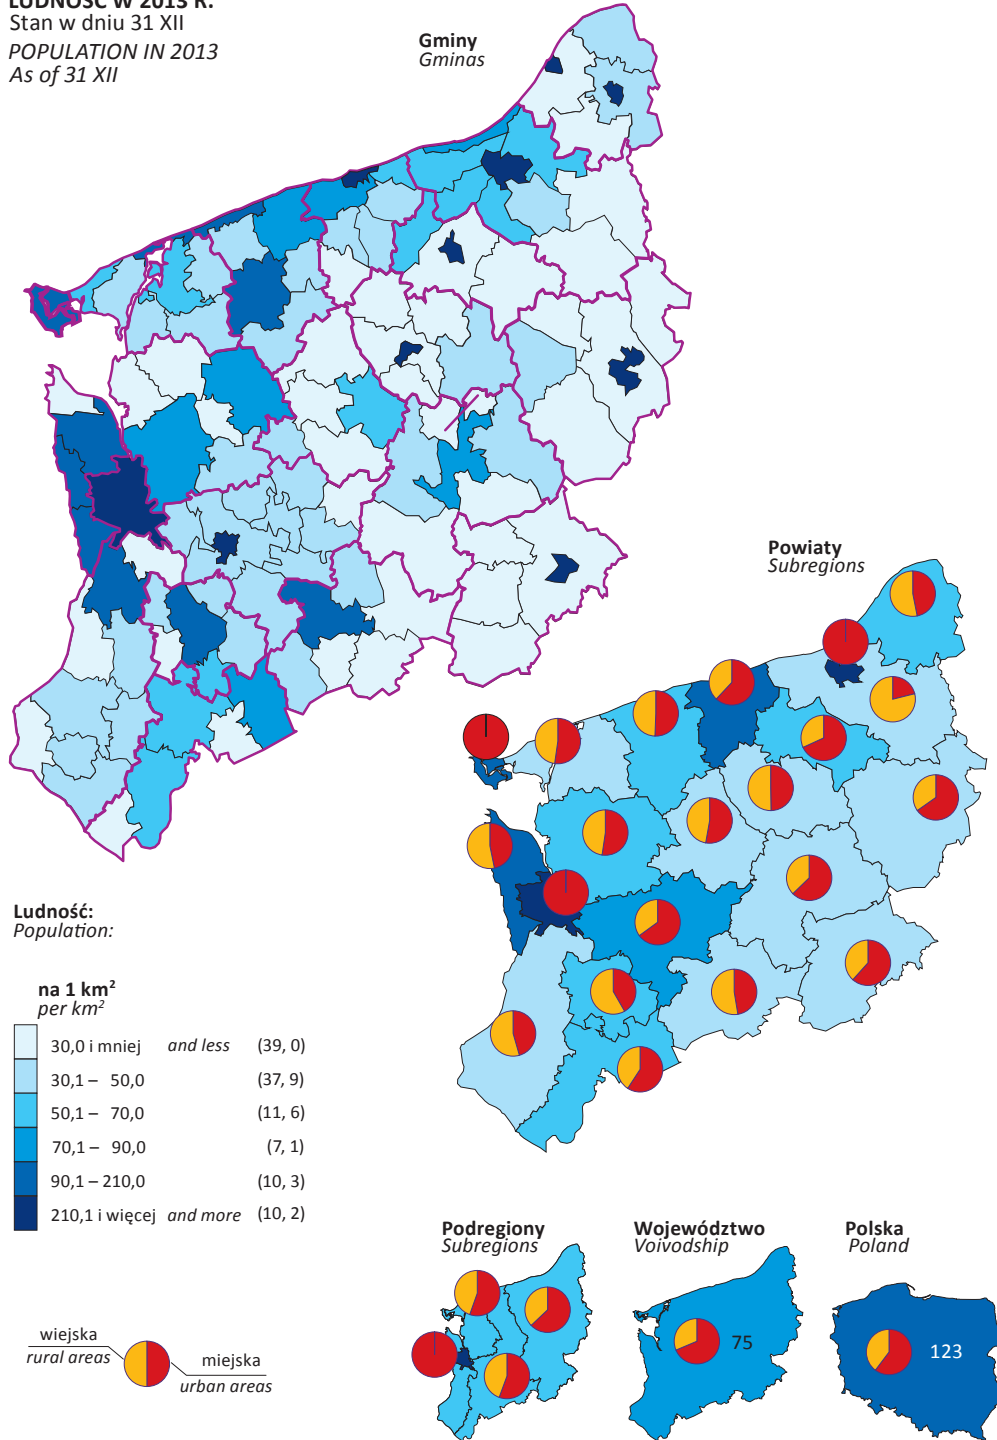 LUDNOŚĆ W 2013 R.
Stan w dniu 31 XII
POPULATION IN 2013
As of 31 XII
Gminy
Gminas
Powiaty
Subregions
Ludność:
Population:
na 1 km²
per km²
30,0 i mniej and less (39, 0)
30,1 – 50,0 (37, 9)
50,1 – 70,0 (11, 6)
70,1 – 90,0 (7, 1)
90,1 – 210,0 (10, 3)
210,1 i więcej and more (10, 2)
wiejska
rural areas
miejska
urban areas
Podregiony
Subregions
Województwo
Voivodship
75
Polska
Poland
123